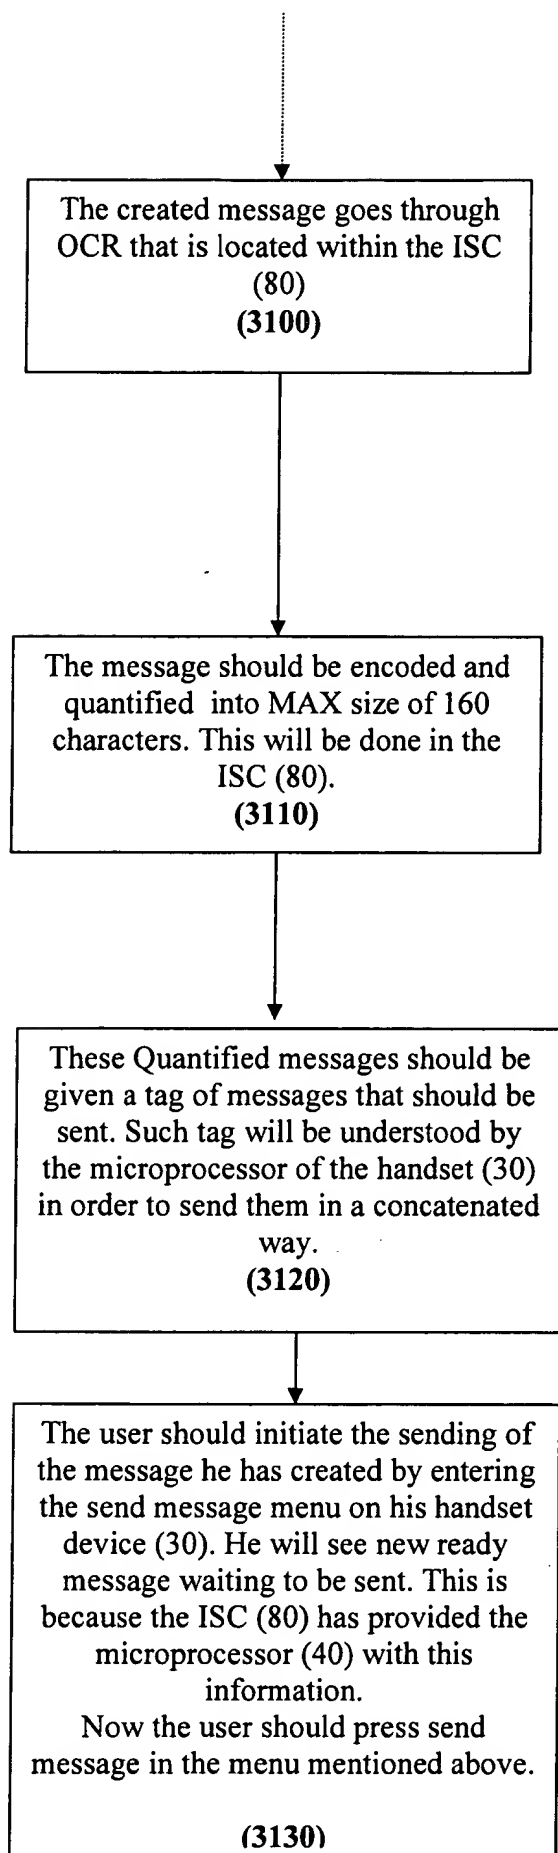 The created message goes through
OCR that is located within the ISC
(80)
(3100)
The message should be encoded and
quantified into MAX size of 160
characters. This will be done in the
ISC (80).
(3110)
These Quantified messages should be
given a tag of messages that should be
sent. Such tag will be understood by
the microprocessor of the handset (30)
in order to send them in a concatenated
way.
(3120)
The user should initiate the sending of
the message he has created by entering
the send message menu on his handset
device (30). He will see new ready
message waiting to be sent. This is
because the ISC (80) has provided the
microprocessor (40) with this
information.
Now the user should press send
message in the menu mentioned above.
(3130)